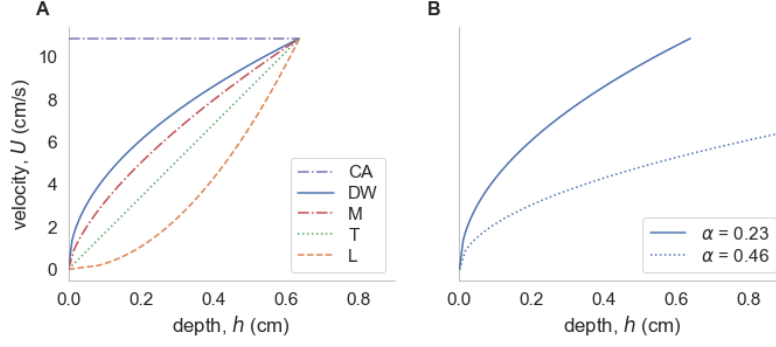 A
velocity, U (cm/s)
10
8
6
4
2
0
0.0 0.2 0.4 0.6 0.8
depth, h (cm)
CA
DW
M
T
L
B
α = 0.23
α = 0.46
0.0 0.2 0.4 0.6 0.8
depth, h (cm)